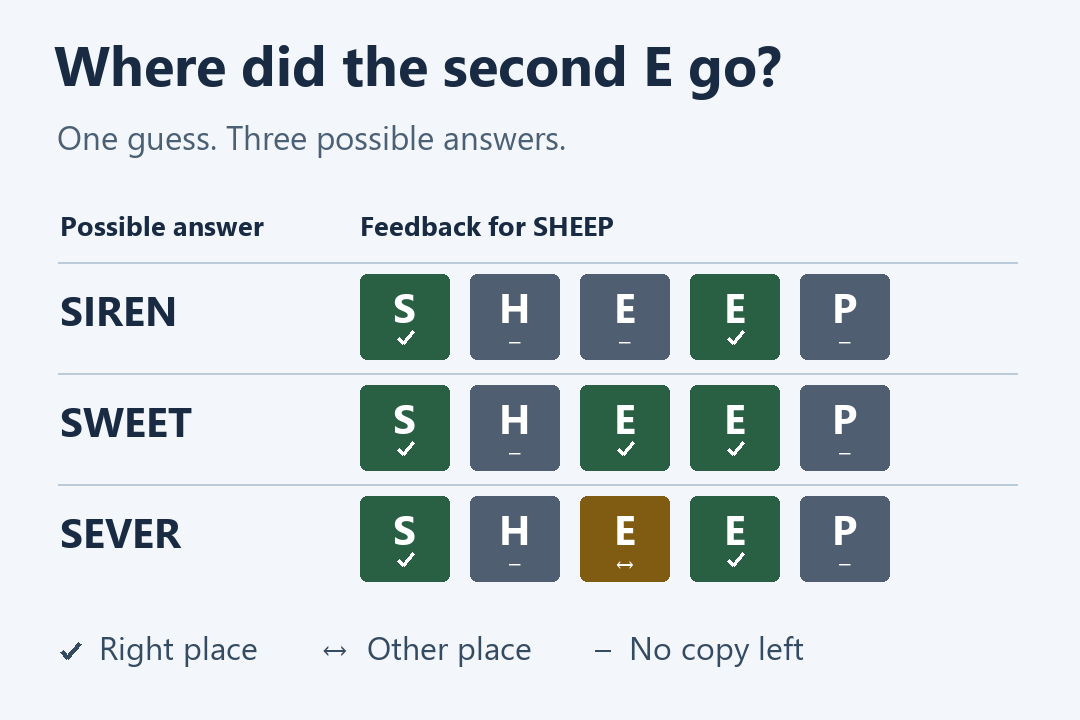 Where did the second E go?
One guess. Three possible answers.
Possible answer Feedback for SHEEP
SIREN S H E E P
✓ – – ✓ –
SWEET S H E E P
✓ – ✓ ✓ –
SEVER S H E E P
✓ – ↔ ✓ –
✓ Right place ↔ Other place – No copy left